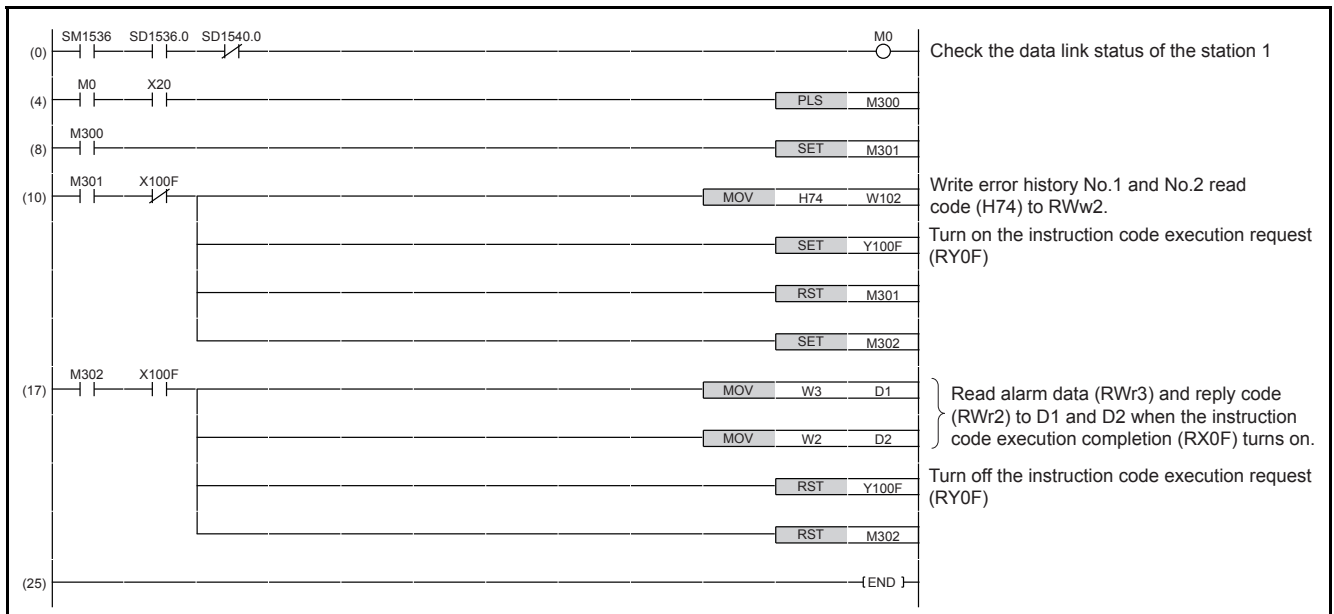 SM1536 SD1536.0 SD1540.0 M0
(0) Check the data link status of the station 1
M0 X20
(4) PLS M300
M300
(8) SET M301
M301 X100F
(10) MOV H74 W102
Write error history No.1 and No.2 read
code (H74) to RWw2.
SET Y100F
Turn on the instruction code execution request
(RY0F)
RST M301
SET M302
M302 X100F
(17) MOV W3 D1
MOV W2 D2
Read alarm data (RWr3) and reply code
(RWr2) to D1 and D2 when the instruction
code execution completion (RX0F) turns on.
RST Y100F
Turn off the instruction code execution request
(RY0F)
RST M302
(25) END